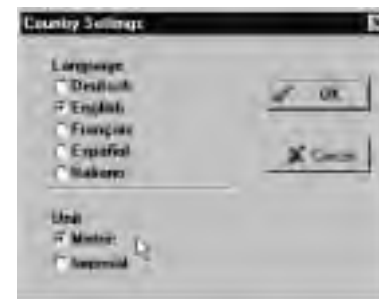 Country Settings
Language
Deutsch
English
Français
Español
Italiano
OK
Cancel
Unit
Metric
Imperial